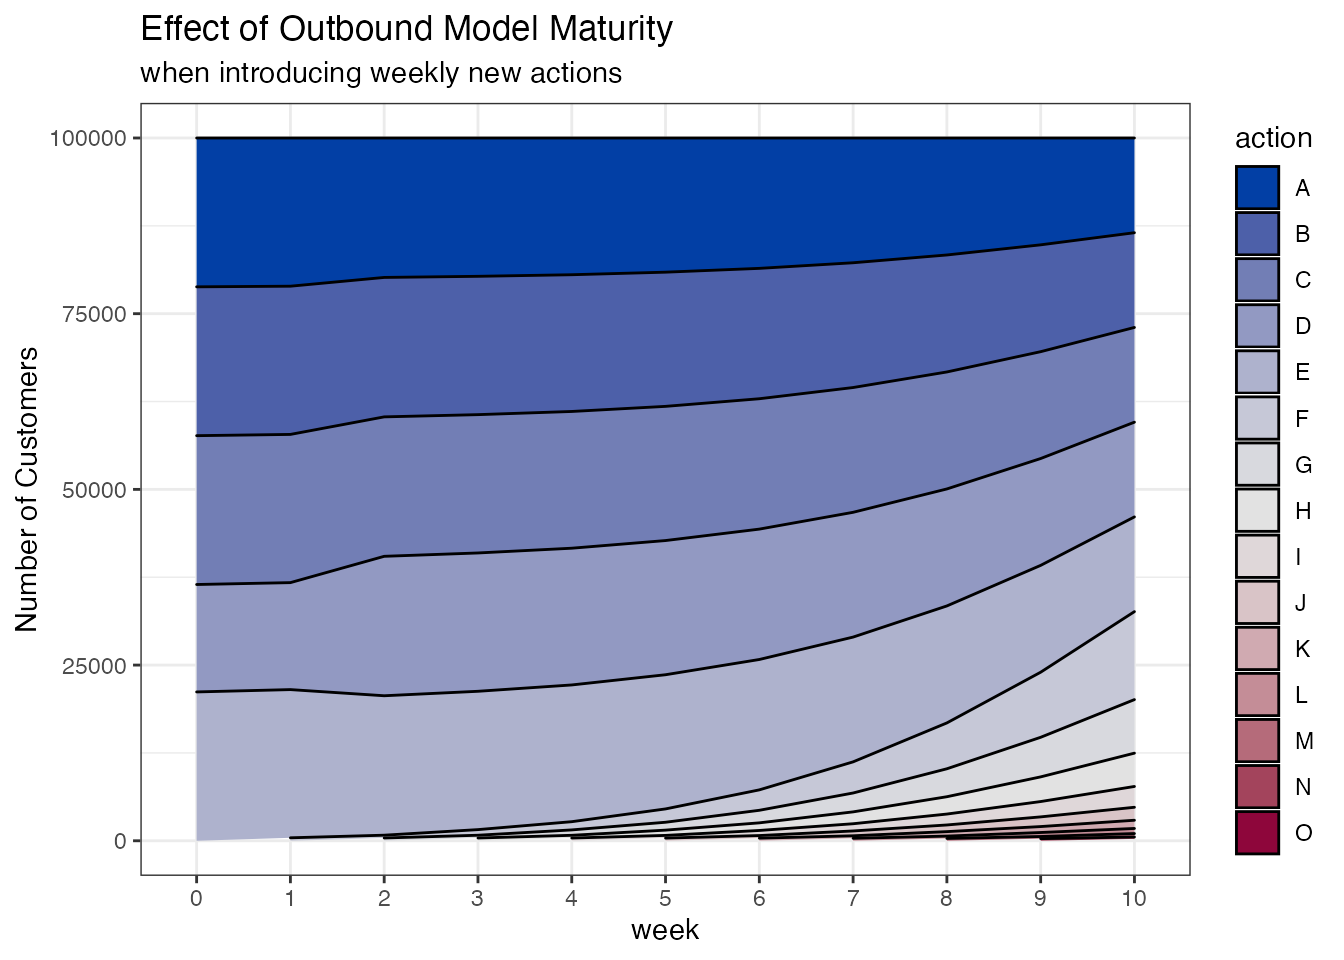 Effect of Outbound Model Maturity
when introducing weekly new actions
Number of Customers
100000
75000
50000
25000
0
0 1 2 3 4 5 6 7 8 9 10
week
action
A
B
C
D
E
F
G
H
I
J
K
L
M
N
O